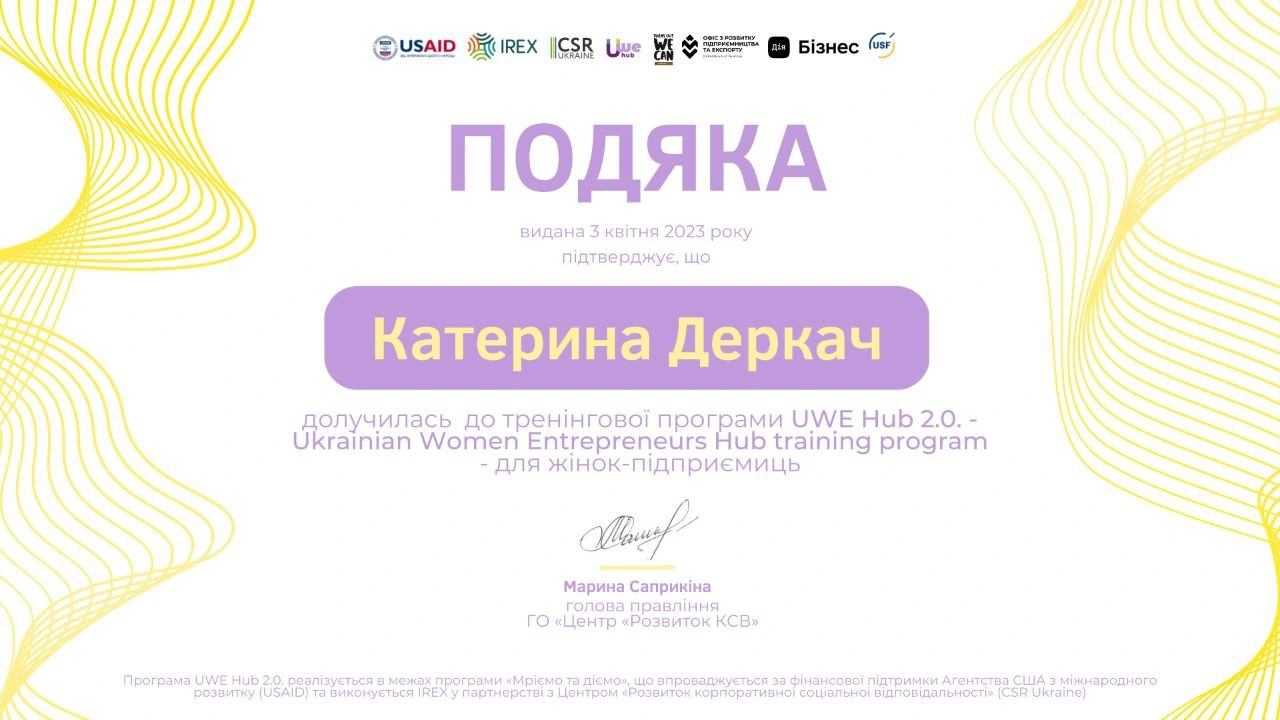 USAID IREX CSR UKRAINE Uwe hub TURNS OUT WE CAN ОФІС З РОЗВИТКУ ПІДПРИЄМНИЦТВА ТА ЕКСПОРТУ Дія Бізнес USF
ПОДЯКА
видана 3 квітня 2023 року
підтверджує, що
Катерина Деркач
долучилась до тренінгової програми UWE Hub 2.0. -
Ukrainian Women Entrepreneurs Hub training program
- для жінок-підприємиць
Марина Саприкіна
голова правління
ГО «Центр «Розвиток КСВ»
Програма UWE Hub 2.0. реалізується в межах програми «Мріємо та діємо», що впроваджується за фінансової підтримки Агентства США з міжнародного
розвитку (USAID) та виконується IREX у партнерстві з Центром «Розвиток корпоративної соціальної відповідальності» (CSR Ukraine)